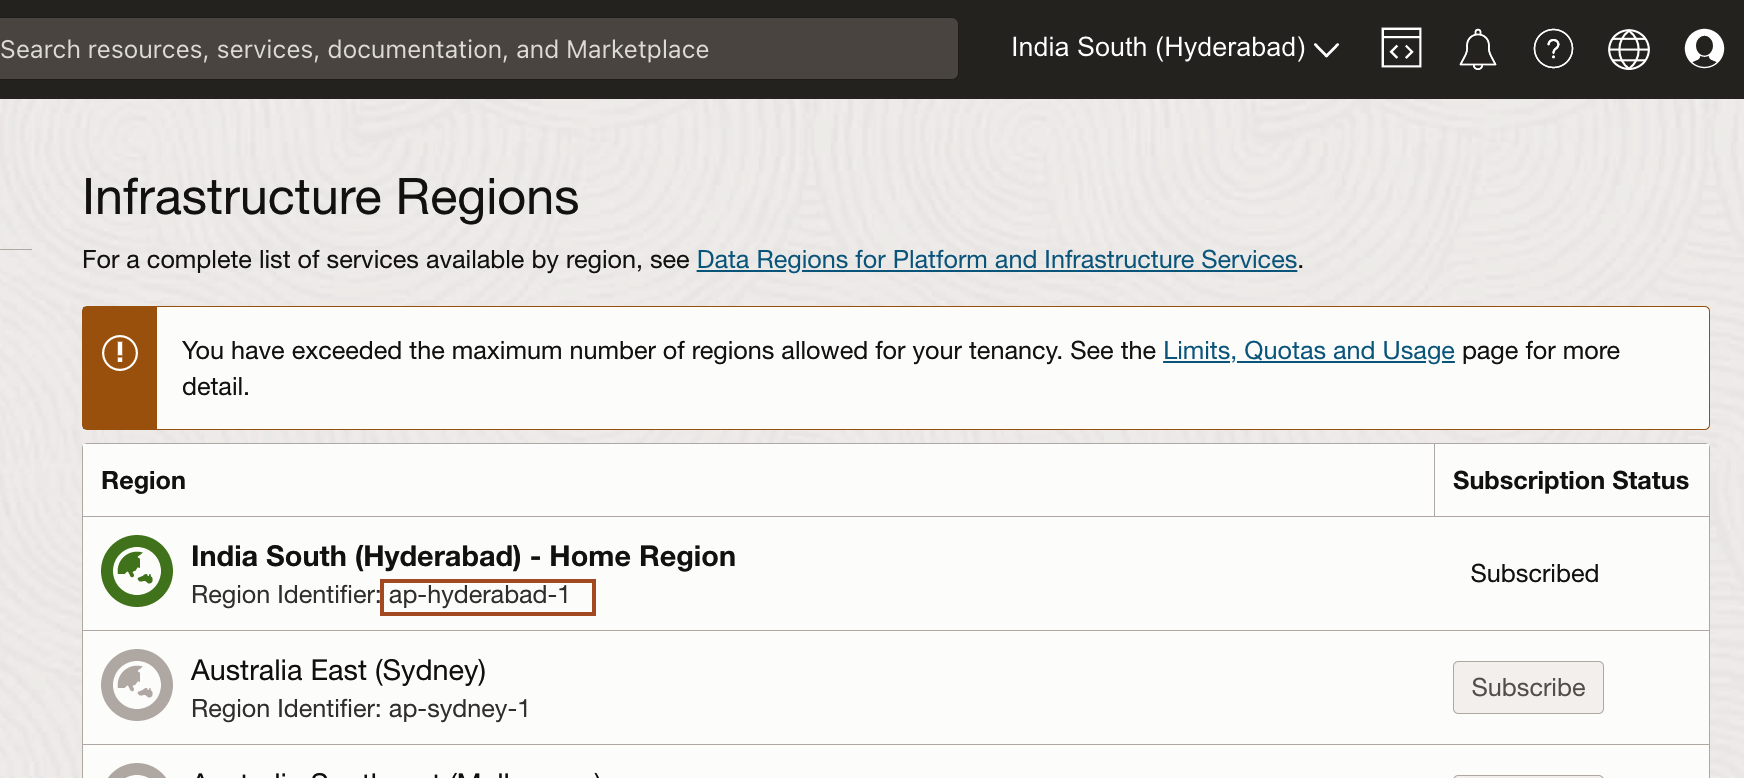 Search resources, services, documentation, and Marketplace
India South (Hyderabad)
Infrastructure Regions
For a complete list of services available by region, see Data Regions for Platform and Infrastructure Services.
You have exceeded the maximum number of regions allowed for your tenancy. See the Limits, Quotas and Usage page for more
detail.
Region
Subscription Status
India South (Hyderabad) - Home Region
Region Identifier: ap-hyderabad-1
Subscribed
Australia East (Sydney)
Region Identifier: ap-sydney-1
Subscribe